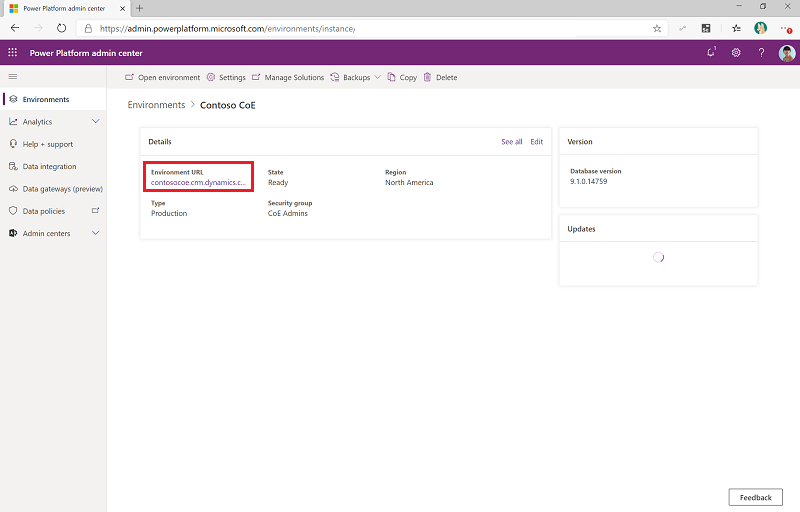 Power Platform admin center
https://admin.powerplatform.microsoft.com/environments/instance/
Power Platform admin center
Open environment Settings Manage Solutions Backups Copy Delete
Environments
Analytics
Help + support
Data integration
Data gateways (preview)
Data policies
Admin centers
Environments > Contoso CoE
Details See all Edit
Environment URL State Region
contosocoe.crm.dynamics.c... Ready North America
Type Security group
Production CoE Admins
Version
Database version
9.1.0.14759
Updates
Feedback